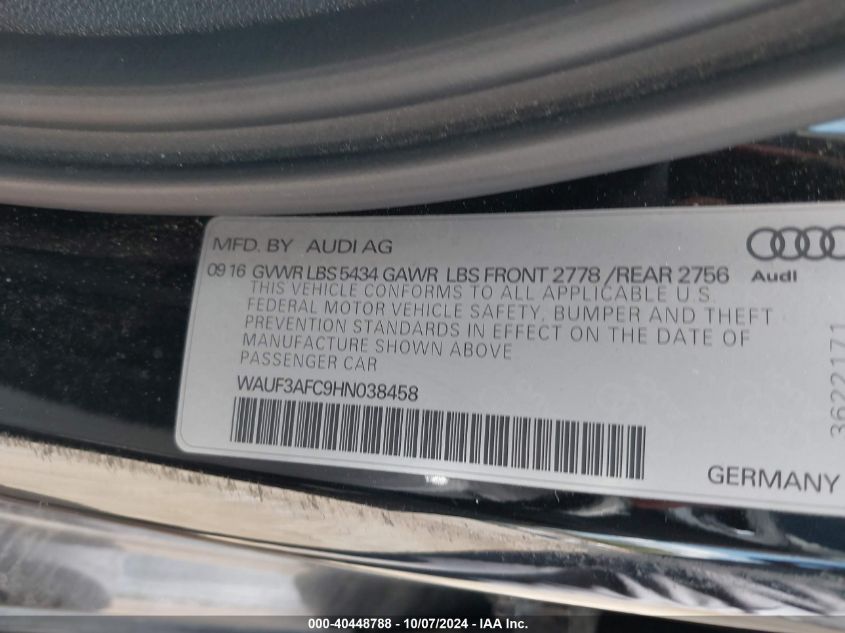 MFD. BY AUDI AG
Audi
09 16 GVWR LBS 5434 GAWR LBS FRONT 2778 /REAR 2756
THIS VEHICLE CONFORMS TO ALL APPLICABLE U.S.
FEDERAL MOTOR VEHICLE SAFETY, BUMPER AND THEFT
PREVENTION STANDARDS IN EFFECT ON THE DATE OF
MANUFACTURE SHOWN ABOVE
PASSENGER CAR
WAUF3AFC9HN038458
3622171
GERMANY
000-40448788 - 10/07/2024 - IAA Inc.